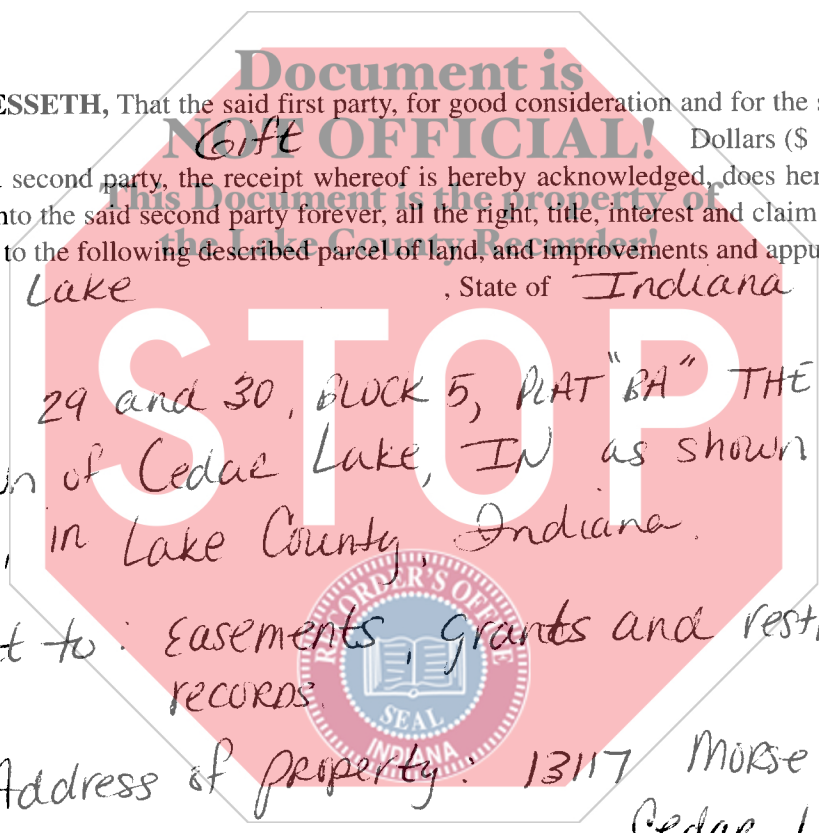 Document is
ESSETH, That the said first party, for good consideration and for the s
NOT OFFICIAL!
Gift Dollars ($
second party, the receipt whereof is hereby acknowledged, does her
This Document is the property of
nto the said second party forever, all the right, title, interest and claim
the Lake County Recorder!
to the following described parcel of land, and improvements and appu
Lake , State of Indiana
29 and 30, BLOCK 5, PLAT "BA" THE
n of Cedar Lake, IN as shown
, in Lake County, Indiana.
STOP
t to : Easements, grants and rest
records.
RECORDER'S OFFICE
SEAL
INDIANA
Address of property : 13117 Morse
Cedar L